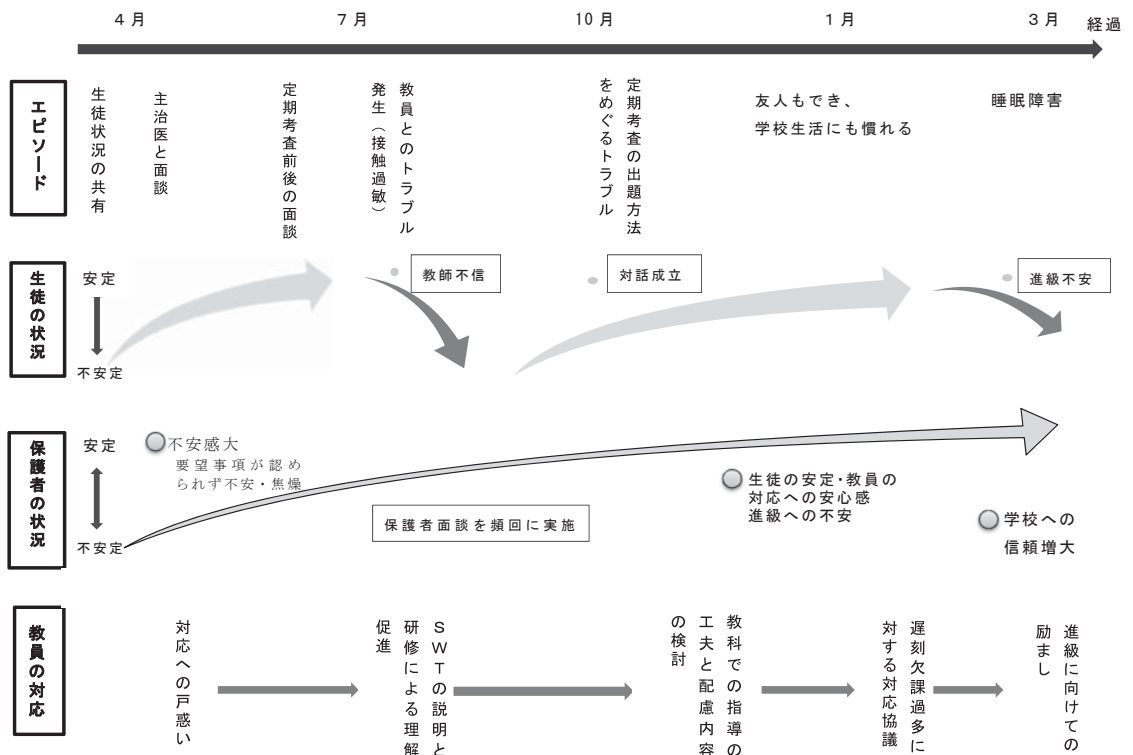 4月
7月
10月
1月
3月
経過
エピソード
生徒状況の共有
主治医と面談
定期考査前後の面談
教員とのトラブル
発生（接触過敏）
定期考査の出題方法
をめぐるトラブル
友人もでき、
学校生活にも慣れる
睡眠障害
生徒の状況
安定
不安定
教師不信
対話成立
進級不安
保護者の状況
安定
不安定
不安感大
要望事項が認め
られず不安・焦燥
保護者面談を頻回に実施
生徒の安定・教員の
対応への安心感
進級への不安
学校への
信頼増大
教員の対応
対応への戸惑い
SWTの説明と
研修による理解
促進
教科での指導の
工夫と配慮内容
の検討
遅刻欠課過多に
対する対応協議
進級に向けての
励まし